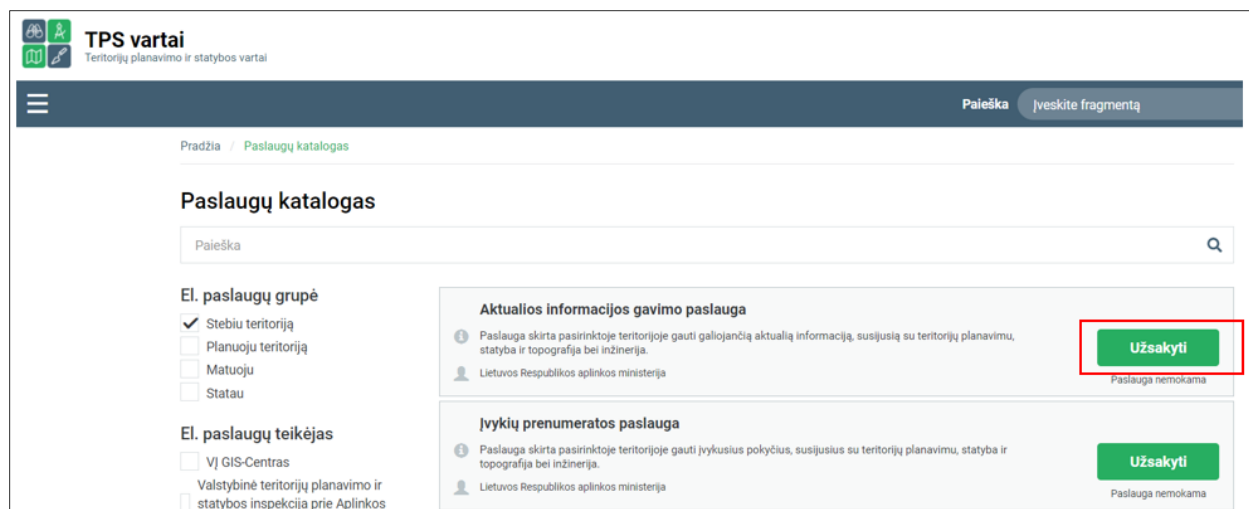 TPS vartai
Teritorijų planavimo ir statybos vartai
Paieška
Įveskite fragmentą
Pradžia / Paslaugų katalogas
Paslaugų katalogas
Paieška
El. paslaugų grupė
Stebiu teritoriją
Planuoju teritoriją
Matuoju
Statau
El. paslaugų teikėjas
VĮ GIS-Centras
Valstybinė teritorijų planavimo ir
statybos inspekcija prie Aplinkos
Aktualios informacijos gavimo paslauga
Paslauga skirta pasirinktoje teritorijoje gauti galiojančią aktualią informaciją, susijusią su teritorijų planavimu,
statyba ir topografija bei inžinerija.
Lietuvos Respublikos aplinkos ministerija
Užsakyti
Paslauga nemokama
Įvykių prenumeratos paslauga
Paslauga skirta pasirinktoje teritorijoje gauti įvykusius pokyčius, susijusius su teritorijų planavimu, statyba ir
topografija bei inžinerija.
Lietuvos Respublikos aplinkos ministerija
Užsakyti
Paslauga nemokama